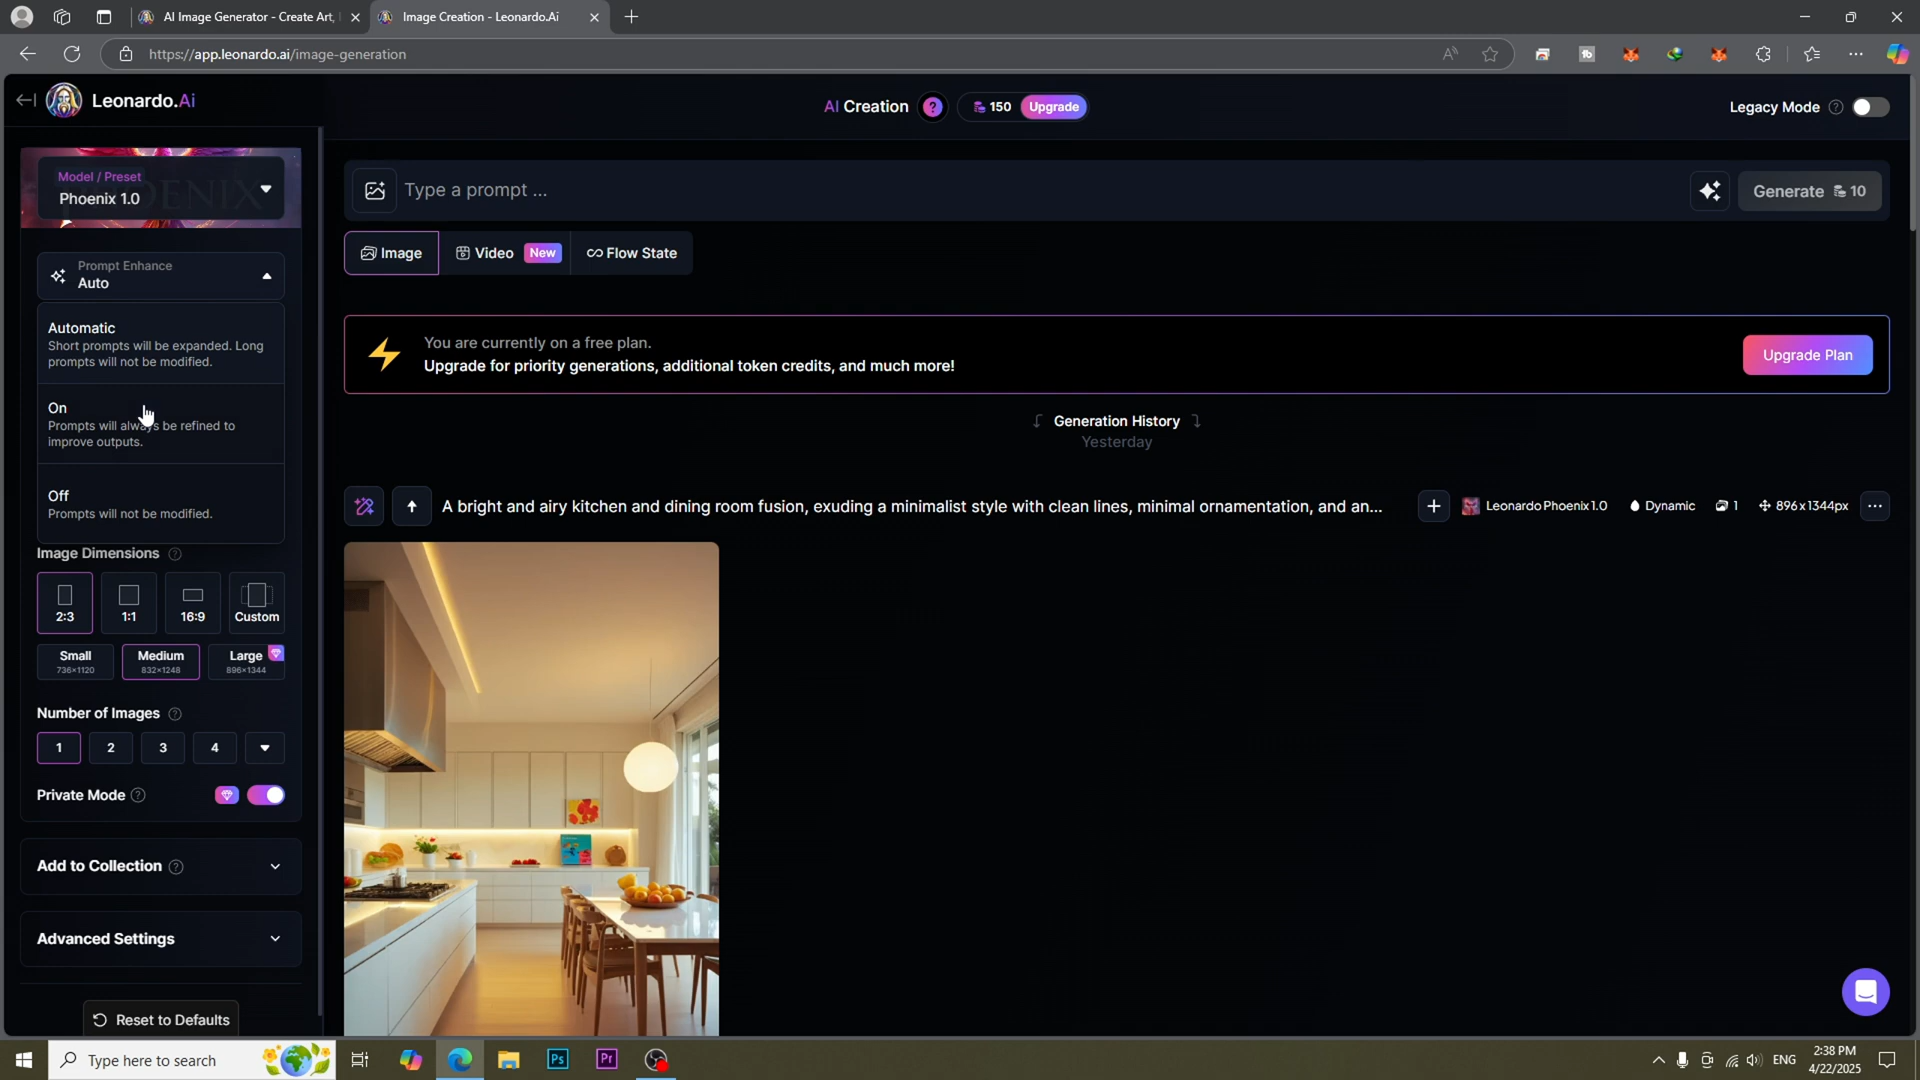 AI Image Generator - Create Art,
Image Creation - Leonardo.Ai
https://app.leonardo.ai/image-generation
Leonardo.Ai
AI Creation ?
150
Upgrade
Legacy Mode ?
Model / Preset
Phoenix 1.0
Type a prompt ...
Generate 10
Image
Video New
Flow State
Prompt Enhance
Auto
Automatic
Short prompts will be expanded. Long
prompts will not be modified.
On
Prompts will always be refined to
improve outputs.
Off
Prompts will not be modified.
You are currently on a free plan.
Upgrade for priority generations, additional token credits, and much more!
Upgrade Plan
Generation History
Yesterday
A bright and airy kitchen and dining room fusion, exuding a minimalist style with clean lines, minimal ornamentation, and an...
Leonardo Phoenix 1.0
Dynamic
1
896x1344px
Image Dimensions ?
2:3
1:1
16:9
Custom
Small
736×1120
Medium
832×1248
Large
896×1344
Number of Images ?
1
2
3
4
Private Mode ?
Add to Collection ?
Advanced Settings
Reset to Defaults
Type here to search
Ps
Pr
ENG
2:38 PM
4/22/2025